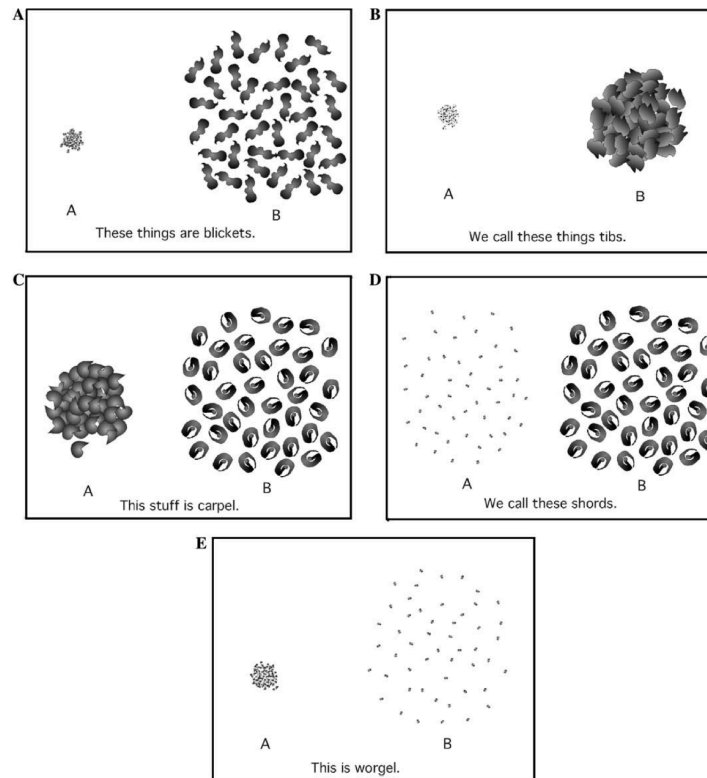 A
A
B
These things are blickets.
B
A
B
We call these things tibs.
C
A
B
This stuff is carpel.
D
A
B
We call these shords.
E
A
B
This is worgel.